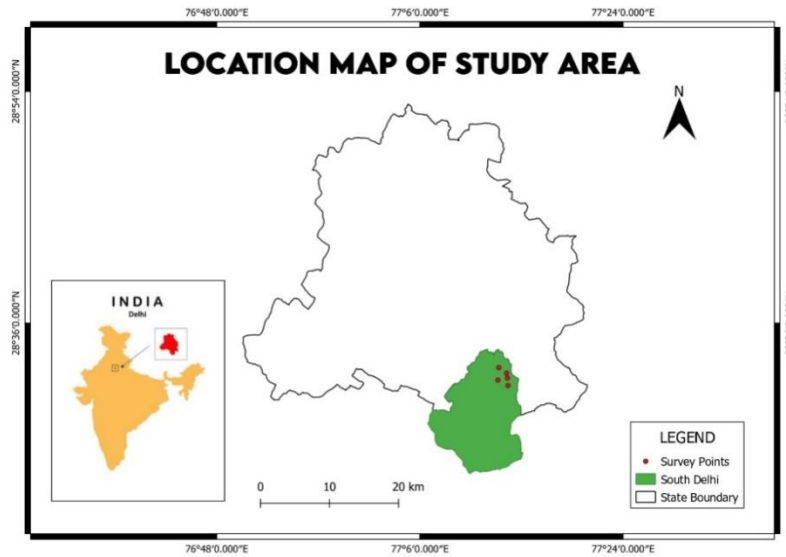 76°48'0.000"E 77°6'0.000"E 77°24'0.000"E
LOCATION MAP OF STUDY AREA
N
28°54'0.000"N
28°36'0.000"N
INDIA
Delhi
LEGEND
Survey Points
South Delhi
State Boundary
0 10 20 km
76°48'0.000"E 77°6'0.000"E 77°24'0.000"E